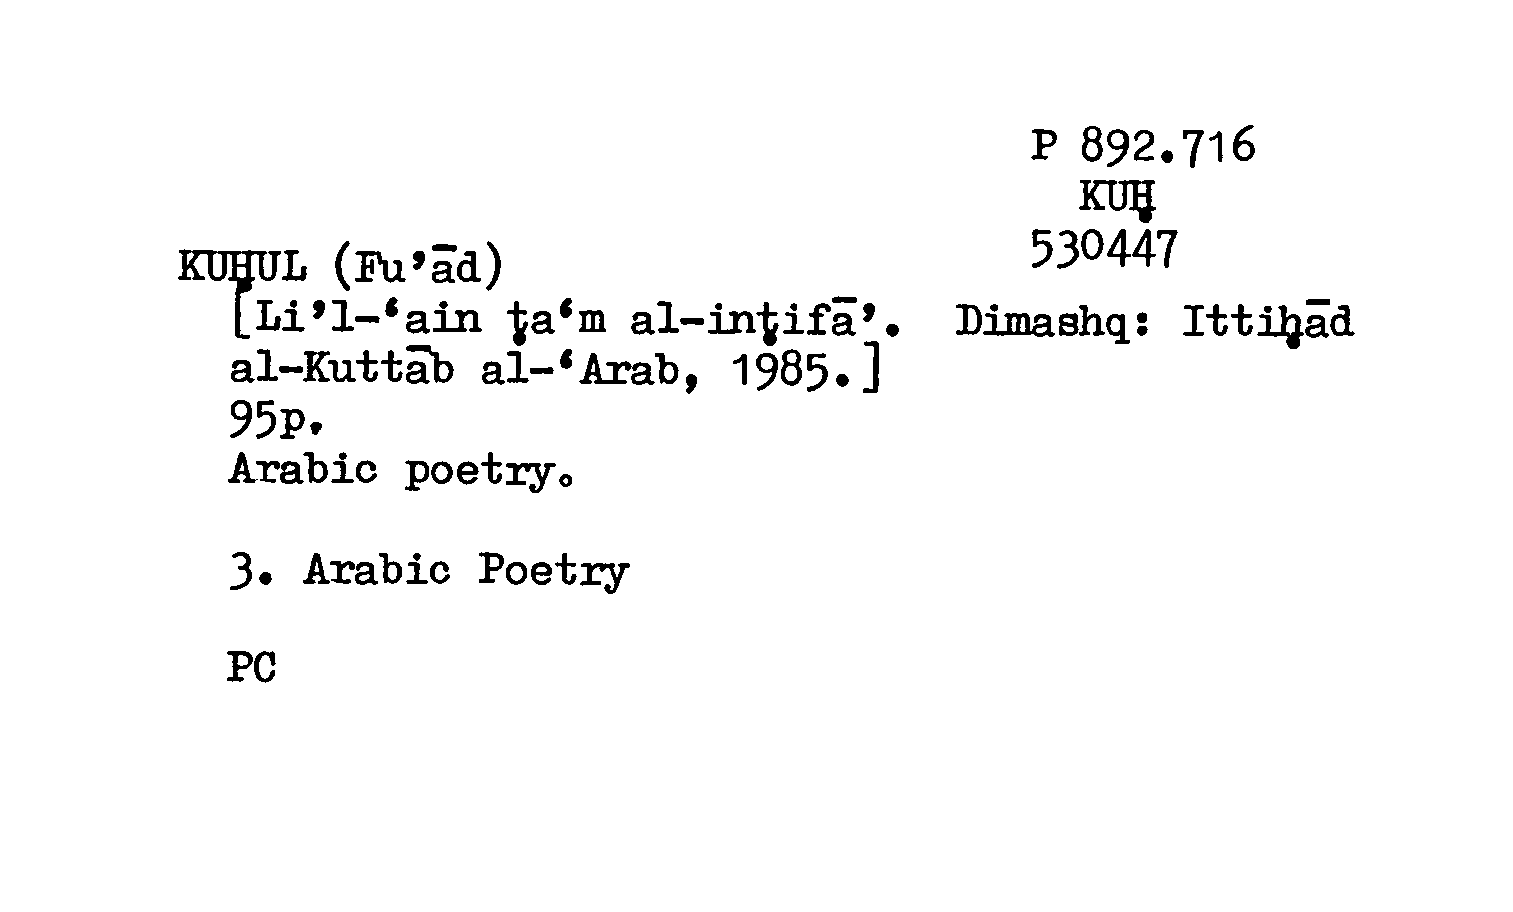 P 892.716
KUḤ
530447
KUḤUL (Fu’ād)
[Li’l-‘ain ṭa‘m al-inṭifā’. Dimashq: Ittiḥād
al-Kuttāb al-‘Arab, 1985.]
95p.
Arabic poetry.
3. Arabic Poetry
PC